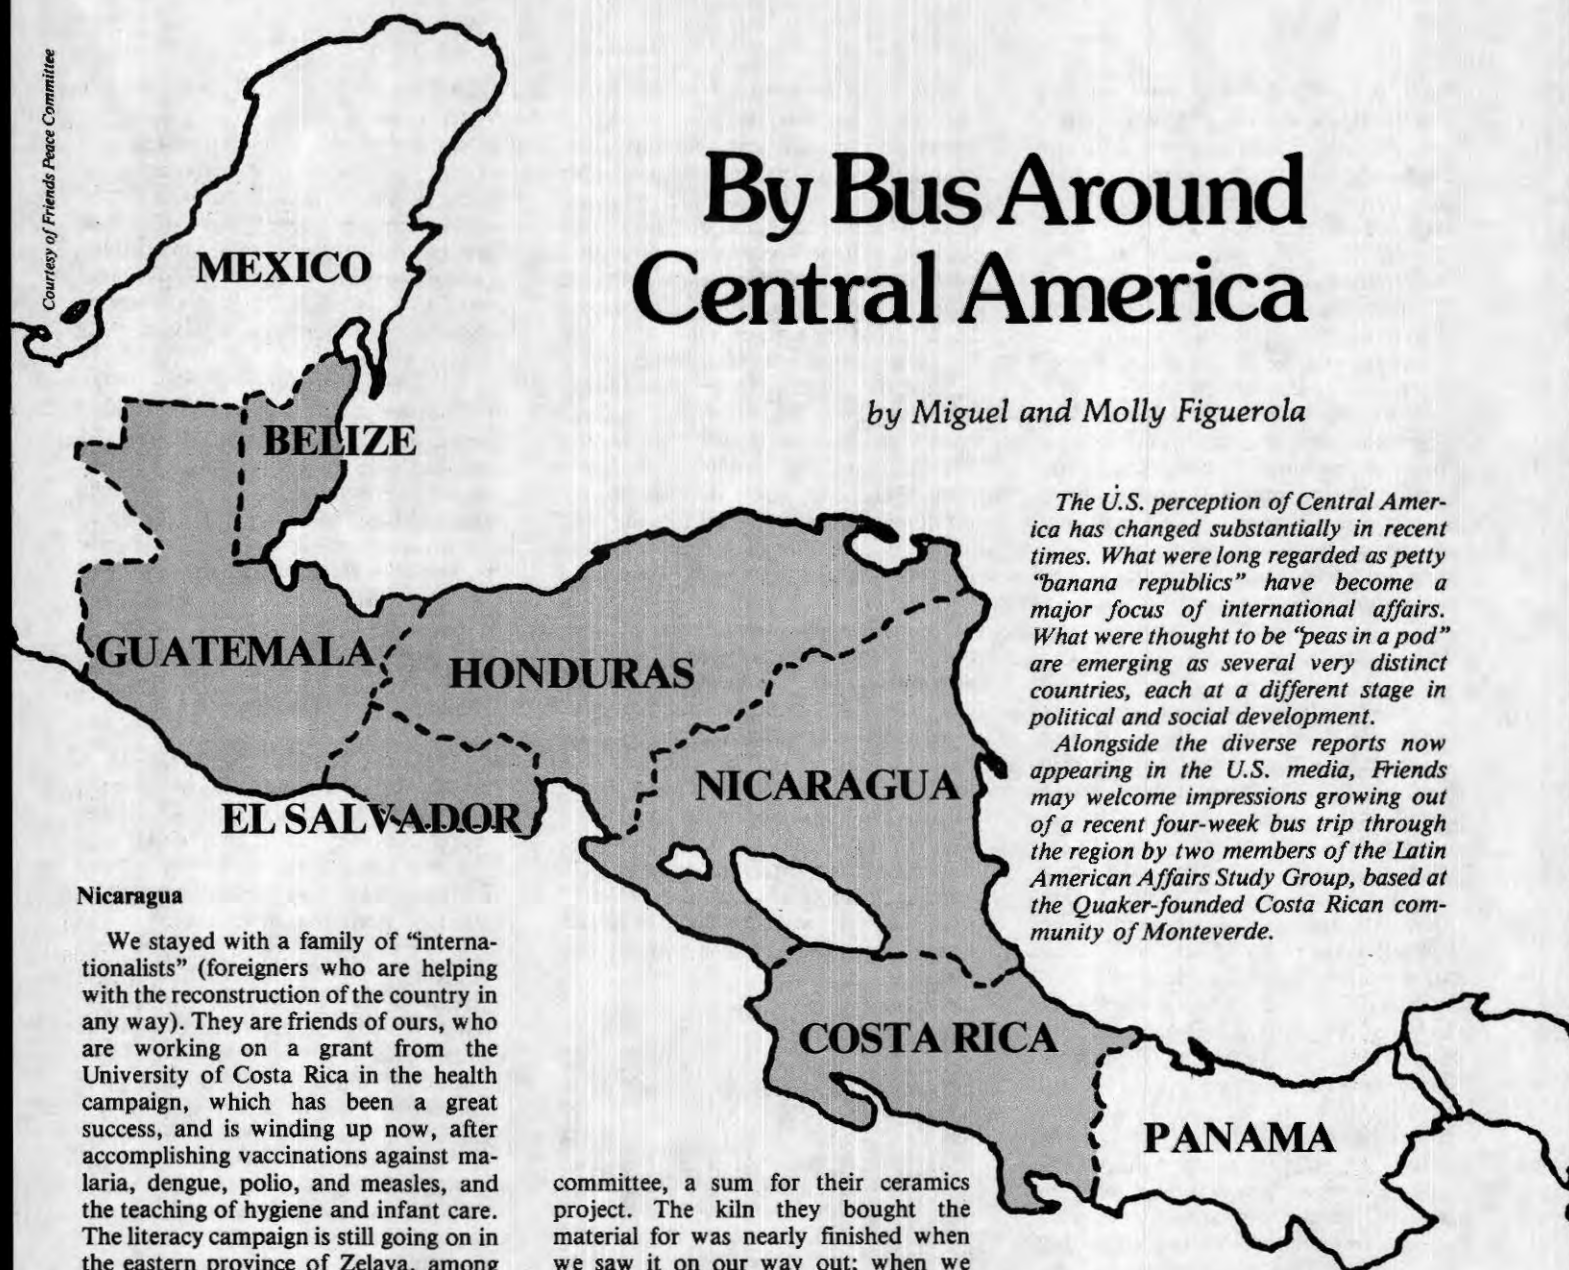 Courtesy of Friends Peace Committee
By Bus Around
Central America
by Miguel and Molly Figuerola
MEXICO
BELIZE
GUATEMALA
HONDURAS
EL SALVADOR
NICARAGUA
COSTA RICA
PANAMA
The U.S. perception of Central Amer-
ica has changed substantially in recent
times. What were long regarded as petty
“banana republics” have become a
major focus of international affairs.
What were thought to be “peas in a pod”
are emerging as several very distinct
countries, each at a different stage in
political and social development.
Alongside the diverse reports now
appearing in the U.S. media, Friends
may welcome impressions growing out
of a recent four-week bus trip through
the region by two members of the Latin
American Affairs Study Group, based at
the Quaker-founded Costa Rican com-
munity of Monteverde.
Nicaragua
We stayed with a family of “interna-
tionalists” (foreigners who are helping
with the reconstruction of the country in
any way). They are friends of ours, who
are working on a grant from the
University of Costa Rica in the health
campaign, which has been a great
success, and is winding up now, after
accomplishing vaccinations against ma-
laria, dengue, polio, and measles, and
the teaching of hygiene and infant care.
The literacy campaign is still going on in
the eastern province of Zelaya, among
committee, a sum for their ceramics
project. The kiln they bought the
material for was nearly finished when
we saw it on our way out; when we